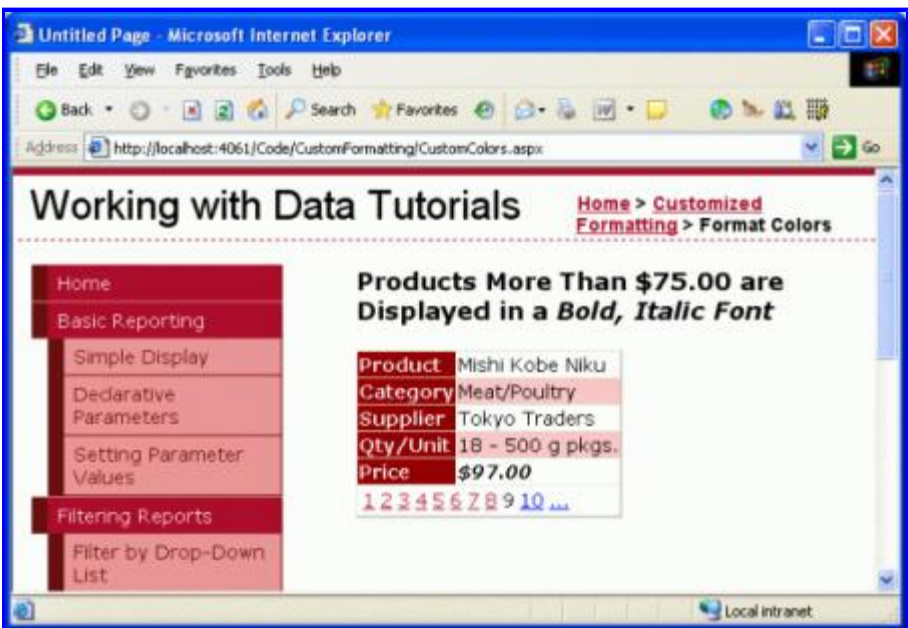 Untitled Page - Microsoft Internet Explorer
File Edit View Favorites Tools Help
Back Search Favorites
Address http://localhost:4061/Code/CustomFormatting/CustomColors.aspx Go
Working with Data Tutorials
Home > Customized
Formatting > Format Colors
Home
Basic Reporting
Simple Display
Declarative
Parameters
Setting Parameter
Values
Filtering Reports
Filter by Drop-Down
List
Products More Than $75.00 are
Displayed in a Bold, Italic Font
Product Mishi Kobe Niku
Category Meat/Poultry
Supplier Tokyo Traders
Qty/Unit 18 - 500 g pkgs.
Price $97.00
1 2 3 4 5 6 7 8 9 10 ...
Local intranet